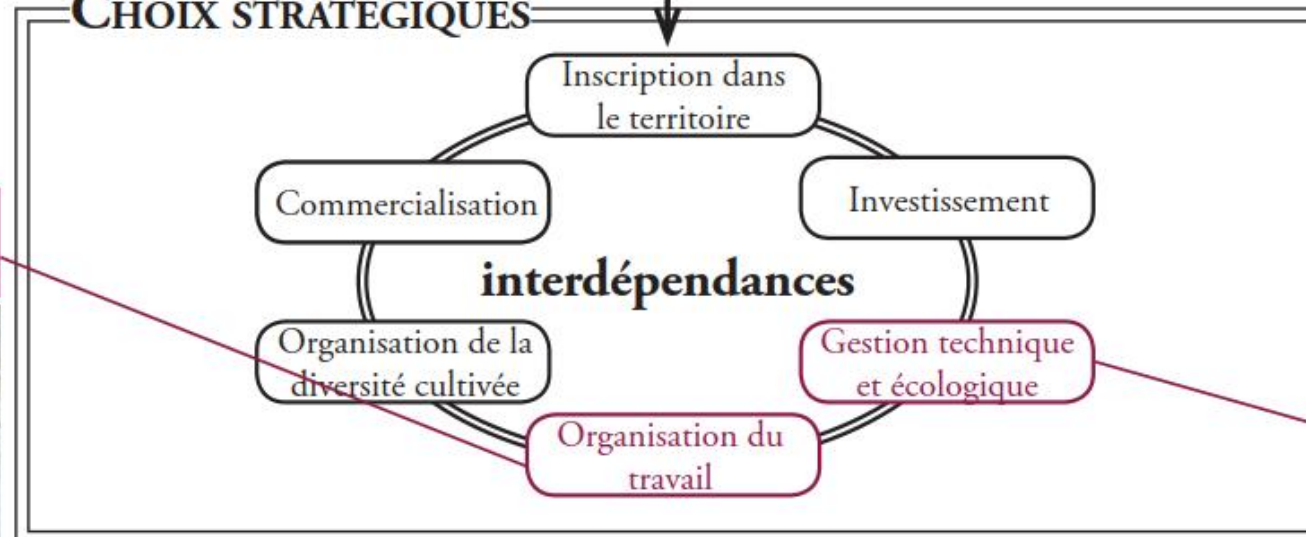 CHOIX STRATÉGIQUES
Inscription dans
le territoire
Commercialisation
Investissement
interdépendances
Organisation de la
diversité cultivée
Gestion technique
et écologique
Organisation du
travail